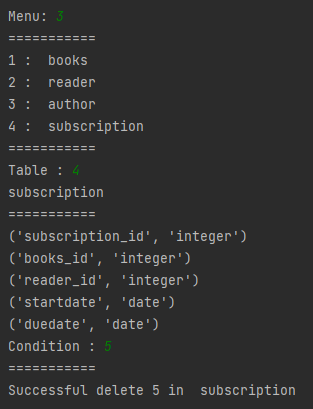 Menu: 3
===========
1 :  books
2 :  reader
3 :  author
4 :  subscription
===========
Table : 4
subscription
===========
('subscription_id', 'integer')
('books_id', 'integer')
('reader_id', 'integer')
('startdate', 'date')
('duedate', 'date')
Condition : 5
===========
Successful delete 5 in  subscription